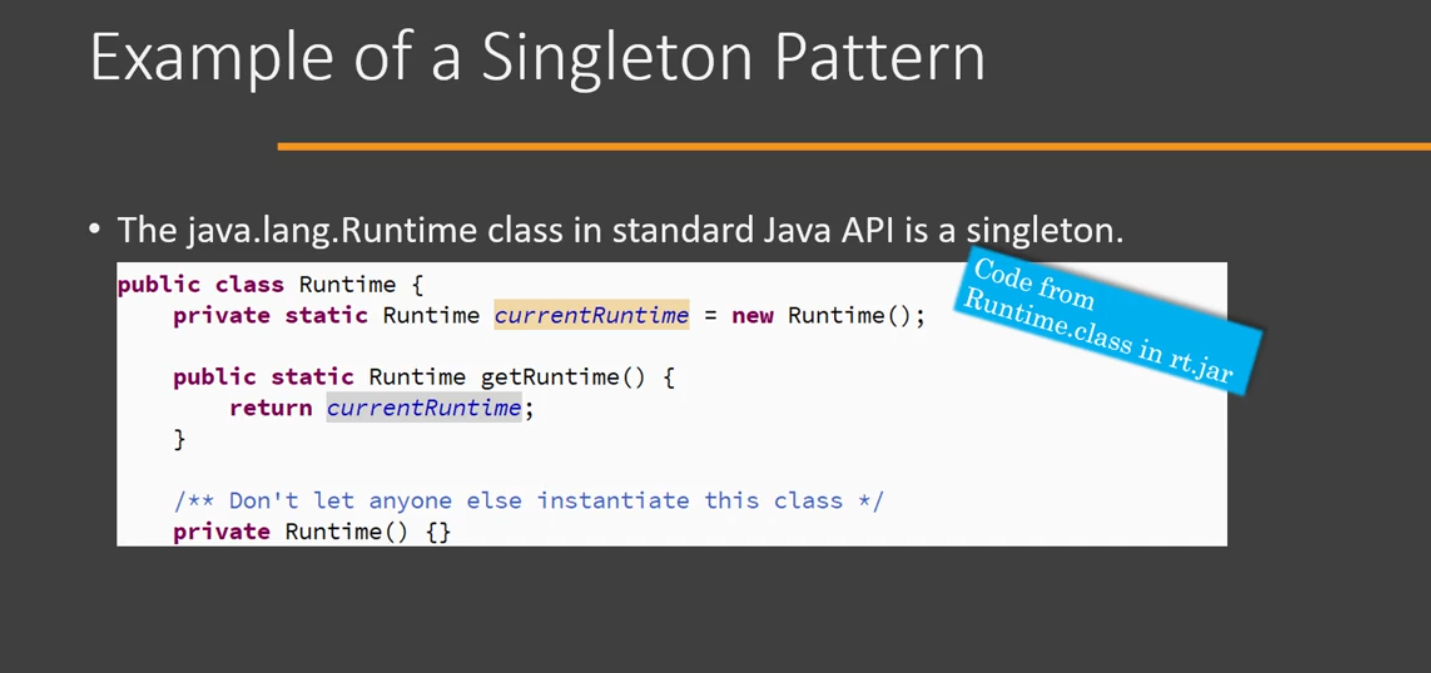 Example of a Singleton Pattern
• The java.lang.Runtime class in standard Java API is a singleton.
Code from
Runtime.class in rt.jar
public class Runtime {
    private static Runtime currentRuntime = new Runtime();
    public static Runtime getRuntime() {
        return currentRuntime;
    }
    /** Don't let anyone else instantiate this class */
    private Runtime() {}